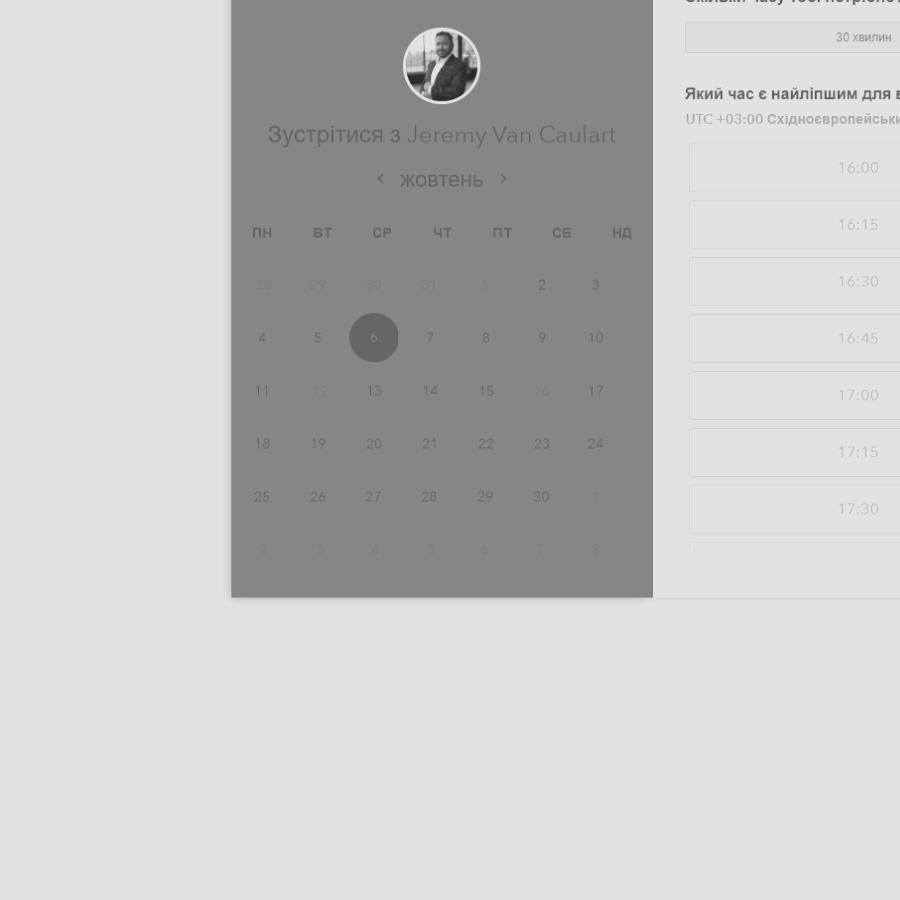 30 хвилин
Який час є найліпшим для
UTC +03:00 Східноєвропейськи
Зустрітися з Jeremy Van Caulart
жовтень
ПН ВТ СР ЧТ ПТ СБ НД
28 29 30 31 1 2 3
4 5 6 7 8 9 10
11 12 13 14 15 16 17
18 19 20 21 22 23 24
25 26 27 28 29 30 1
2 3 4 5 6 7 8
16:00
16:15
16:30
16:45
17:00
17:15
17:30